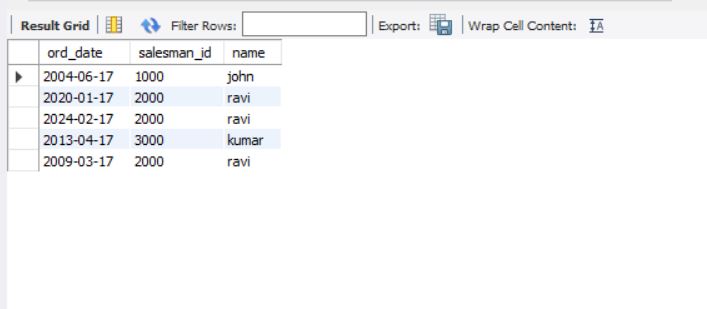 Result Grid Filter Rows: Export: Wrap Cell Content: IA
ord_date salesman_id name
2004-06-17 1000 john
2020-01-17 2000 ravi
2024-02-17 2000 ravi
2013-04-17 3000 kumar
2009-03-17 2000 ravi